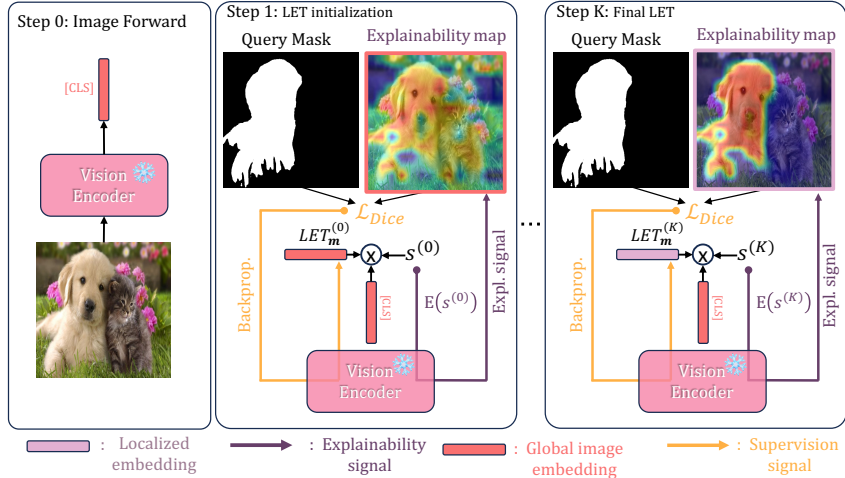 Step 0: Image Forward
[CLS]
Vision
Encoder
Step 1: LET initialization
Query Mask
Explainability map
ℒ_Dice
LET_m^(0)
X
s^(0)
[CLS]
E(s^(0))
Backprop.
Expl. signal
Vision
Encoder
...
Step K: Final LET
Query Mask
Explainability map
ℒ_Dice
LET_m^(K)
X
s^(K)
[CLS]
E(s^(K))
Backprop.
Expl. signal
Vision
Encoder
: Localized
embedding
: Explainability
signal
: Global image
embedding
: Supervision
signal